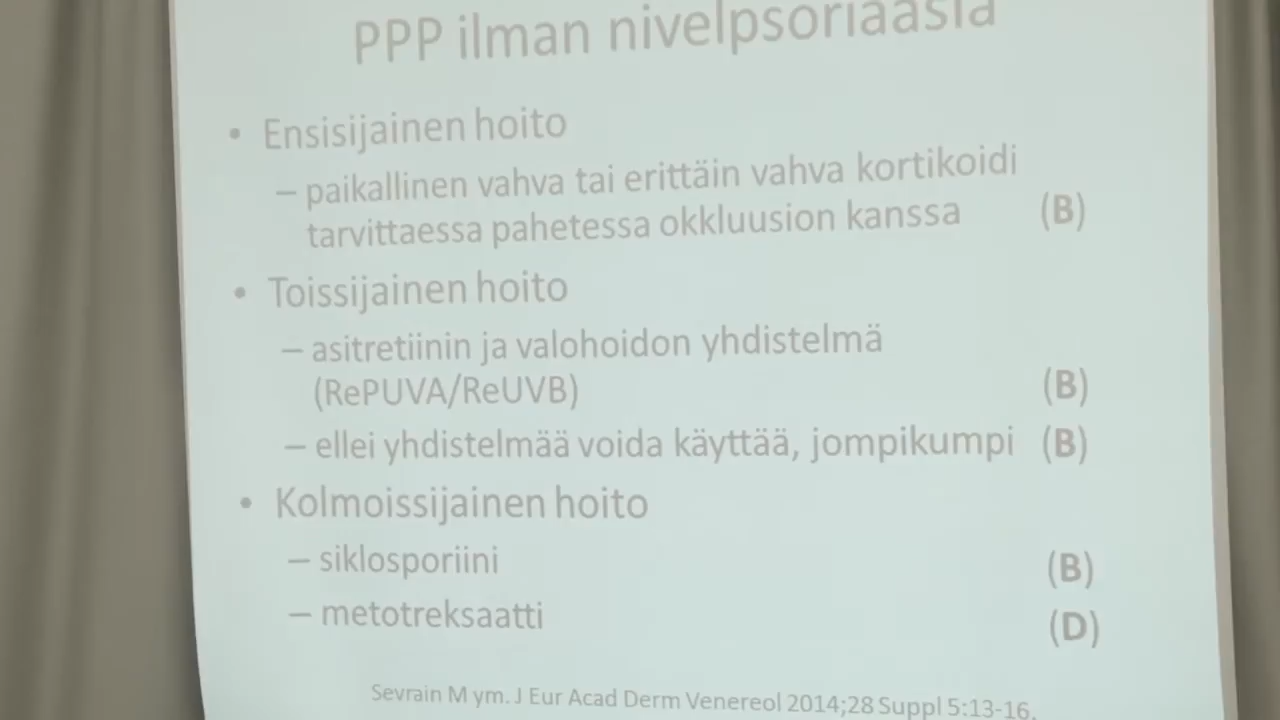 PPP ilman nivelpsoriaasia
• Ensisijainen hoito
– paikallinen vahva tai erittäin vahva kortikoidi
tarvittaessa pahetessa okkluusion kanssa (B)
• Toissijainen hoito
– asitretiinin ja valohoidon yhdistelmä
(RePUVA/ReUVB) (B)
– ellei yhdistelmää voida käyttää, jompikumpi (B)
• Kolmoissijainen hoito
– siklosporiini (B)
– metotreksaatti (D)
Sevrain M ym. J Eur Acad Derm Venereol 2014;28 Suppl 5:13-16.